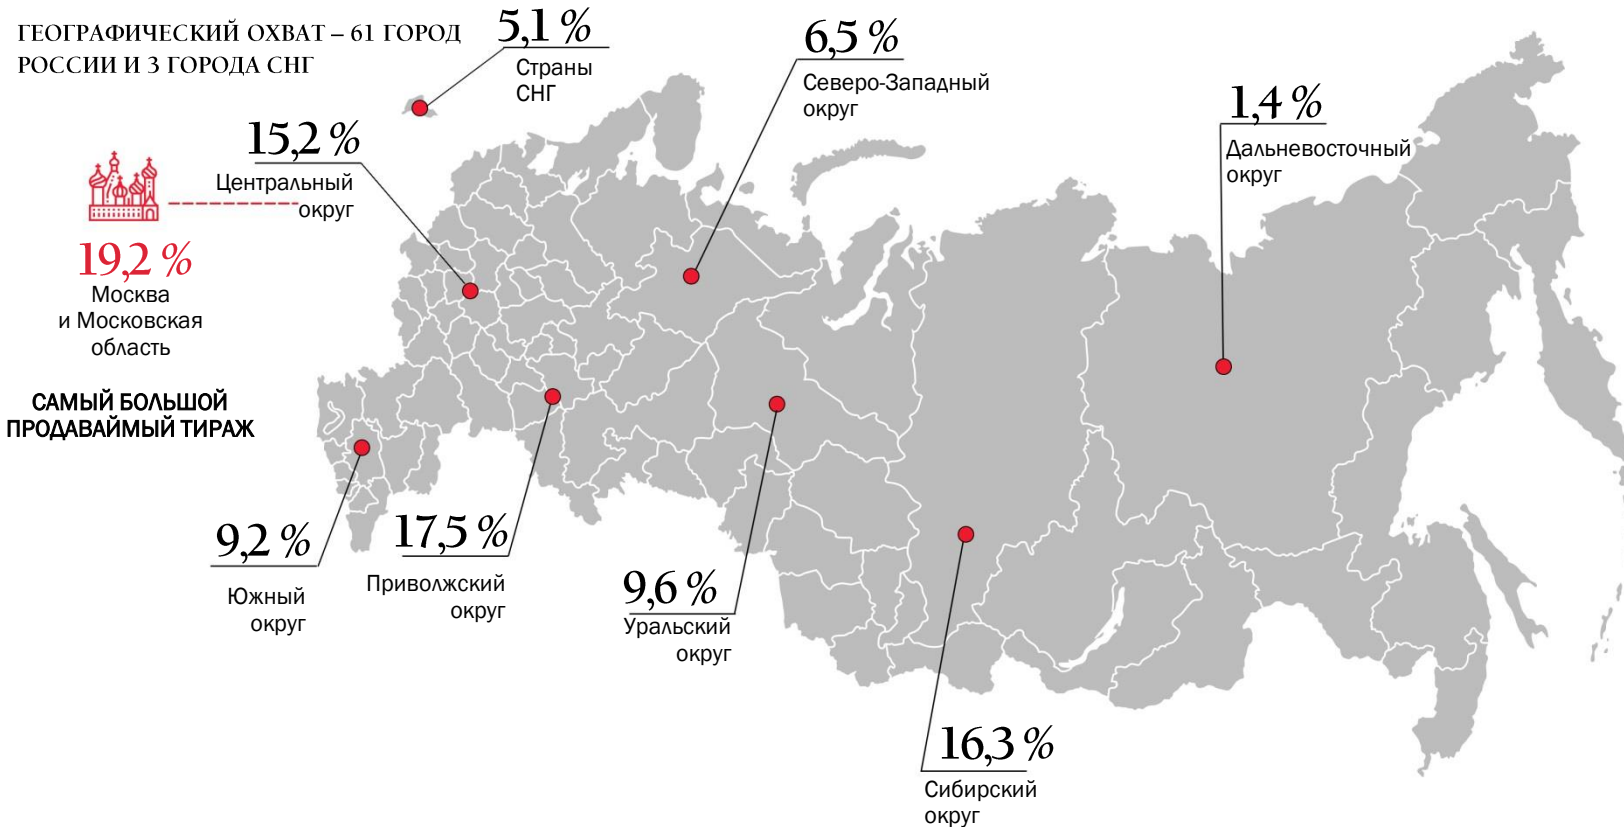 ГЕОГРАФИЧЕСКИЙ ОХВАТ – 61 ГОРОД
РОССИИ И 3 ГОРОДА СНГ
5,1 %
Страны
СНГ
6,5 %
Северо-Западный
округ
1,4 %
Дальневосточный
округ
15,2 %
Центральный
округ
19,2 %
Москва
и Московская
область
САМЫЙ БОЛЬШОЙ
ПРОДАВАЙМЫЙ ТИРАЖ
9,2 %
Южный
округ
17,5 %
Приволжский
округ
9,6 %
Уральский
округ
16,3 %
Сибирский
округ